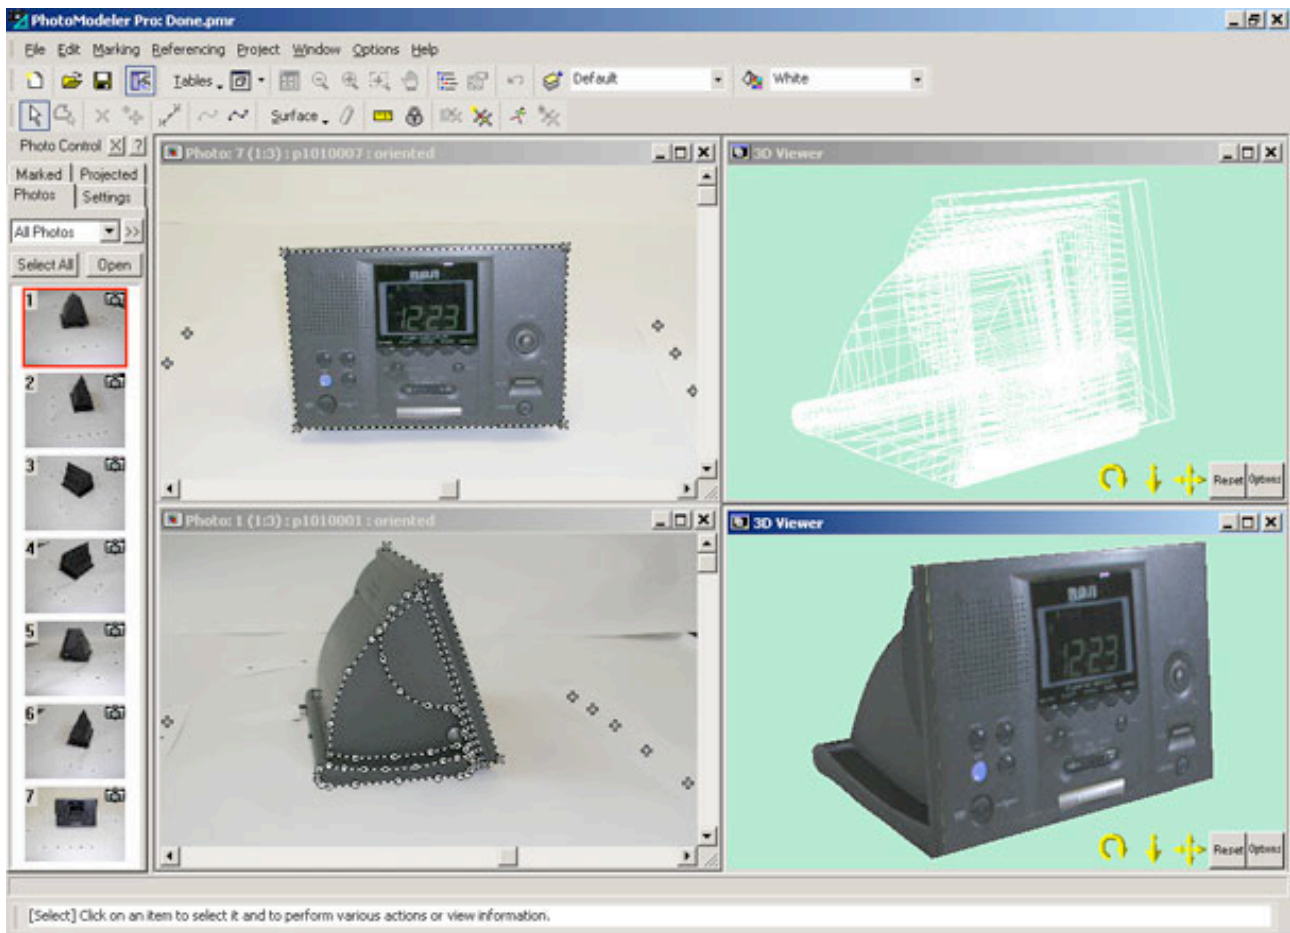 PhotoModeler Pro: Done.pmr
File Edit Marking Referencing Project Window Options Help
Tables Default White
Surface
Photo Control
Marked Projected
Photos Settings
All Photos >>
Select All Open
1
2
3
4
5
6
7
Photo: 7 (1:3) : p1010007 : oriented
RCA
12:23
3D Viewer
Reset Options
Photo: 1 (1:3) : p1010001 : oriented
3D Viewer
RCA
12:23
Reset Options
[Select] Click on an item to select it and to perform various actions or view information.